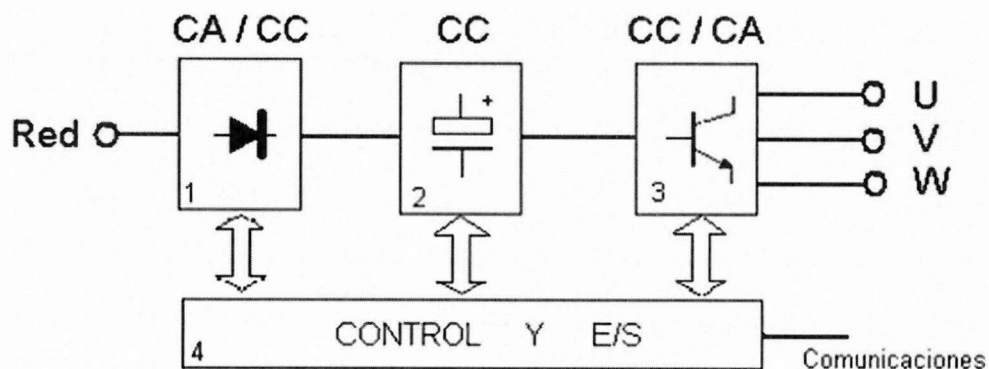 CA / CC CC CC / CA
Red
+
U
V
W
1 2 3
4 CONTROL Y E/S
Comunicaciones